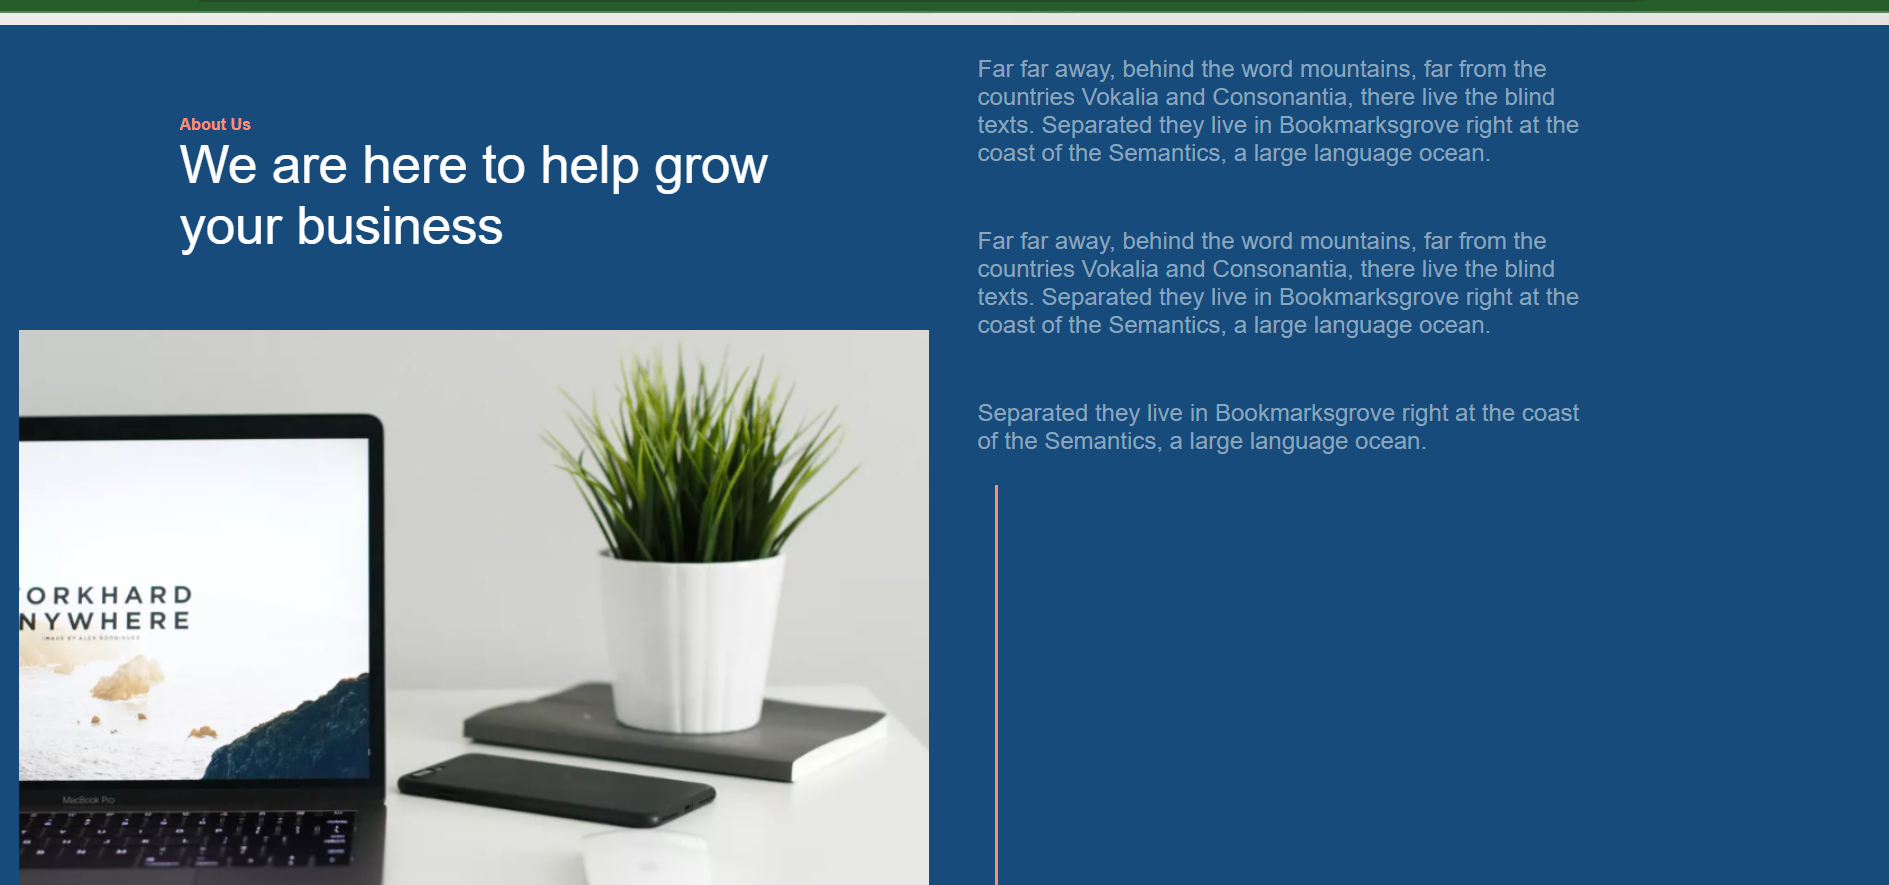 About Us
We are here to help grow
your business
Far far away, behind the word mountains, far from the
countries Vokalia and Consonantia, there live the blind
texts. Separated they live in Bookmarksgrove right at the
coast of the Semantics, a large language ocean.
Far far away, behind the word mountains, far from the
countries Vokalia and Consonantia, there live the blind
texts. Separated they live in Bookmarksgrove right at the
coast of the Semantics, a large language ocean.
Separated they live in Bookmarksgrove right at the coast
of the Semantics, a large language ocean.
ORKHARD
NYWHERE
MacBook Pro